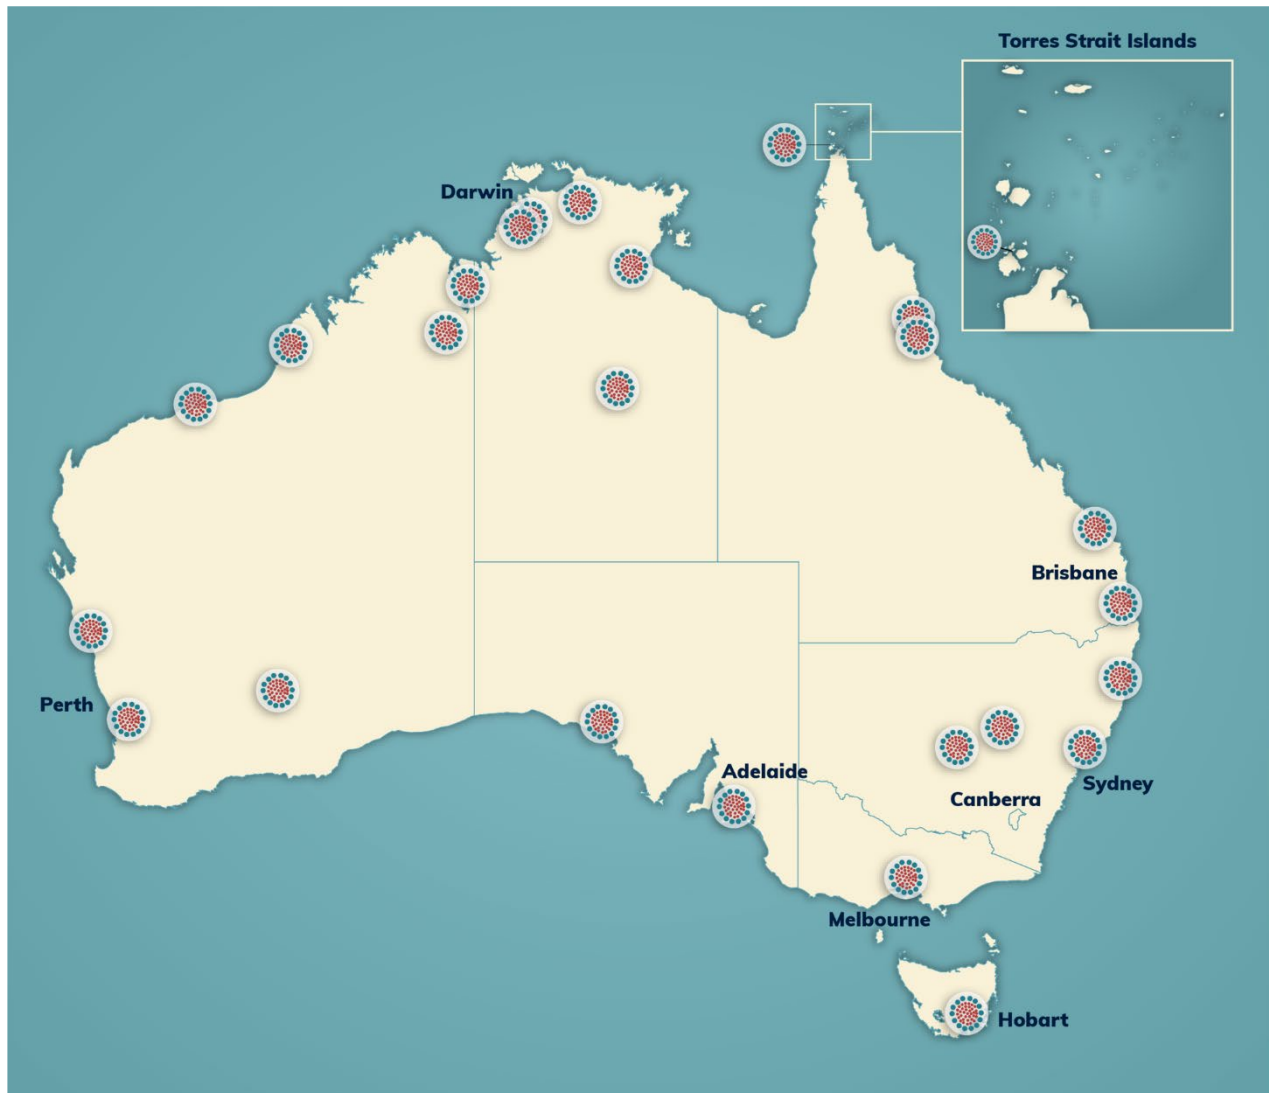 Torres Strait Islands
Darwin
Brisbane
Perth
Adelaide
Sydney
Canberra
Melbourne
Hobart